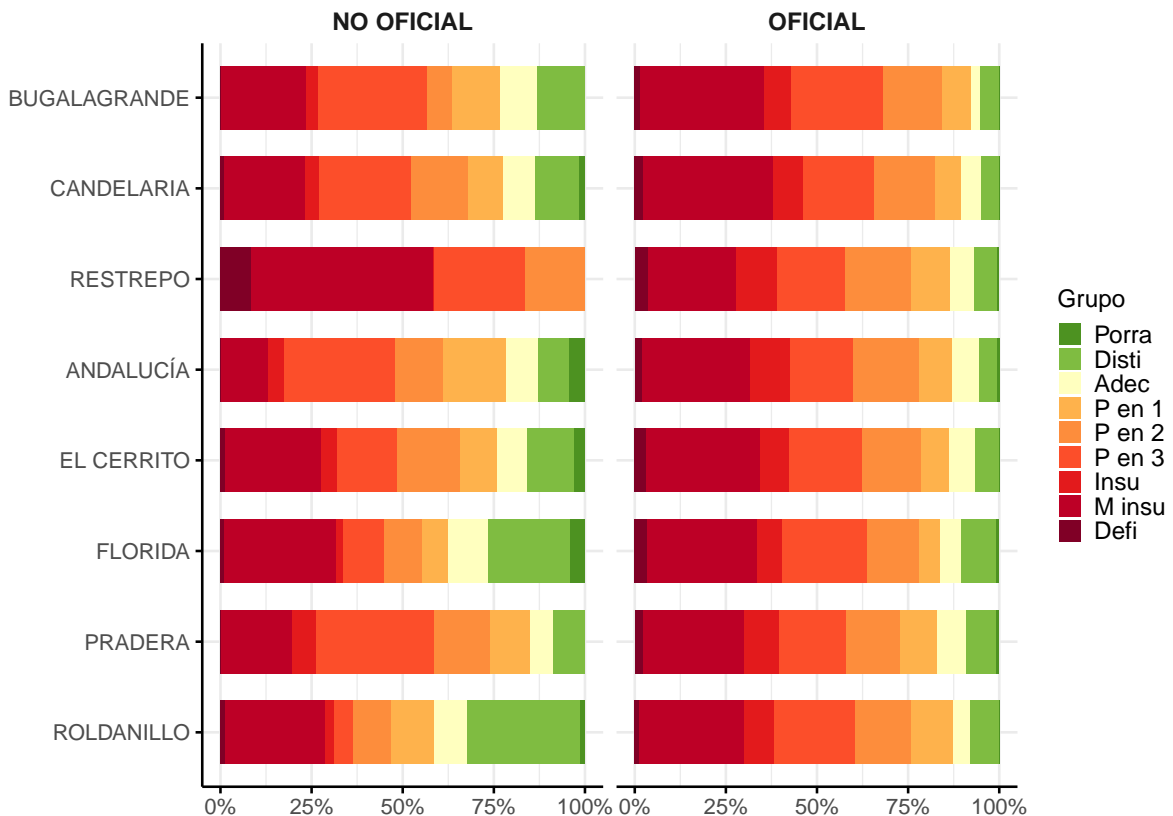 NO OFICIAL OFICIAL
BUGALAGRANDE
CANDELARIA
RESTREPO
ANDALUCÍA
EL CERRITO
FLORIDA
PRADERA
ROLDANILLO
0% 25% 50% 75% 100% 0% 25% 50% 75% 100%
Grupo
Porra
Disti
Adec
P en 1
P en 2
P en 3
Insu
M insu
Defi